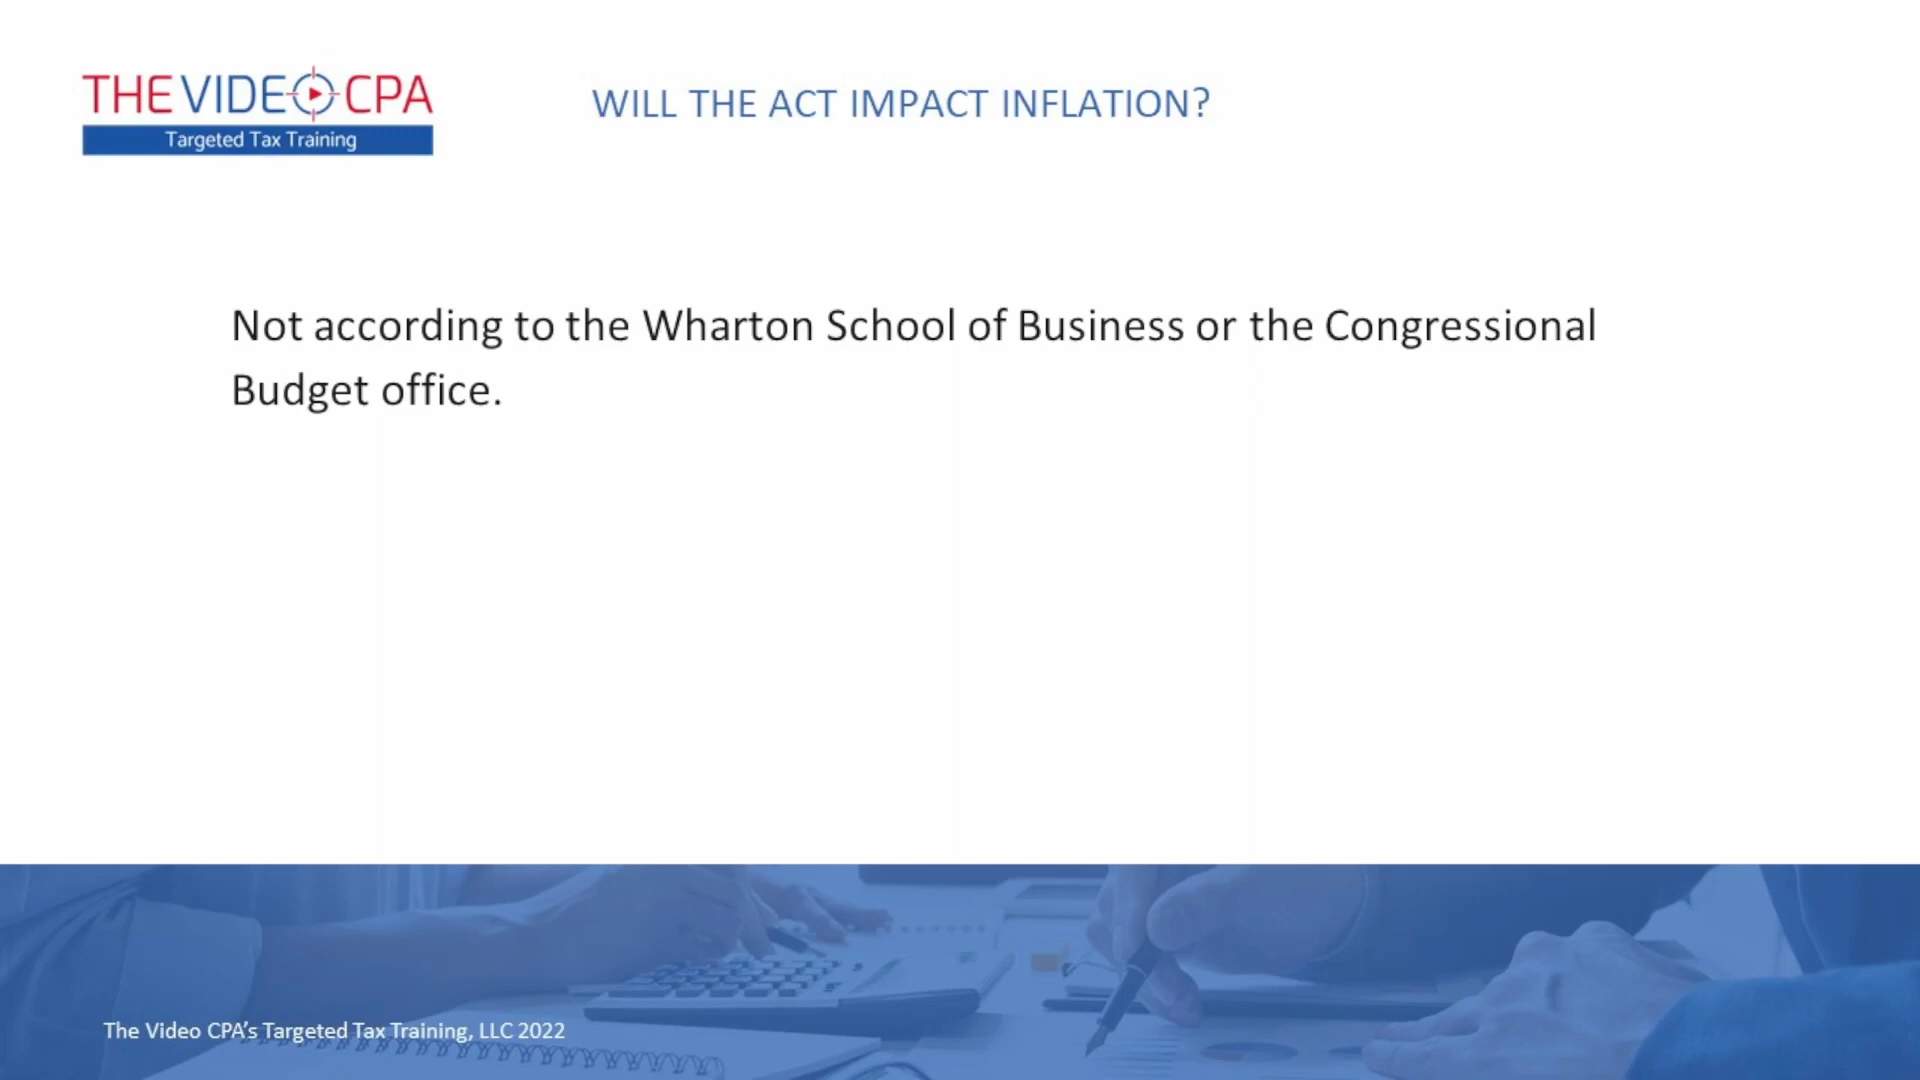 THE VIDEO CPA
Targeted Tax Training
WILL THE ACT IMPACT INFLATION?
Not according to the Wharton School of Business or the Congressional
Budget office.
The Video CPA's Targeted Tax Training, LLC 2022